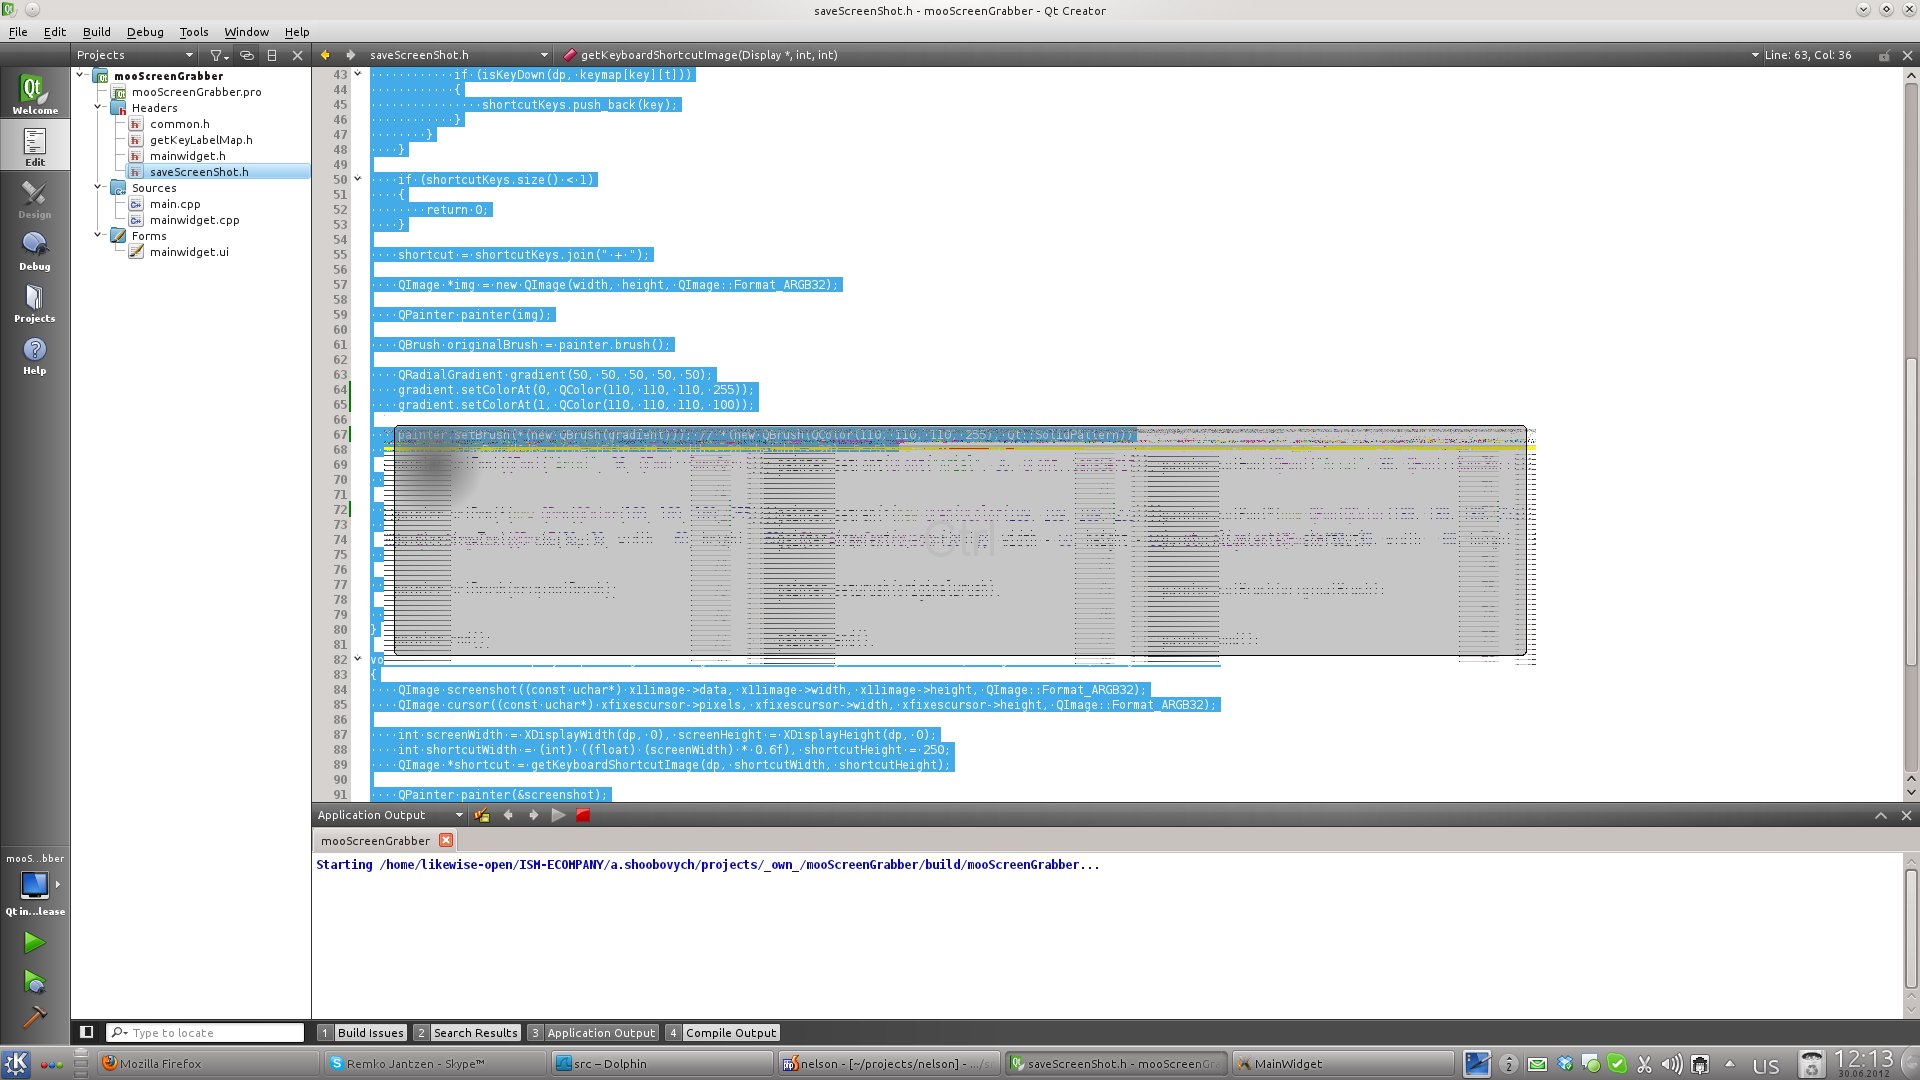 saveScreenShot.h - mooScreenGrabber - Qt Creator
File Edit Build Debug Tools Window Help
Projects saveScreenShot.h getKeyboardShortcutImage(Display *, int, int) Line: 63, Col: 36
Welcome
Edit
Design
Debug
Projects
Help
mooScreenGrabber
mooScreenGrabber.pro
Headers
common.h
getKeyLabelMap.h
mainwidget.h
saveScreenShot.h
Sources
main.cpp
mainwidget.cpp
Forms
mainwidget.ui
43 if (isKeyDown(dp, keymap[key][t]))
44 {
45 shortcutKeys.push_back(key);
46 }
47 }
48 }
49
50 if (shortcutKeys.size() < 1)
51 {
52 return 0;
53 }
54
55 shortcut = shortcutKeys.join(" + ");
56
57 QImage *img = new QImage(width, height, QImage::Format_ARGB32);
58
59 QPainter painter(img);
60
61 QBrush originalBrush = painter.brush();
62
63 QRadialGradient gradient(50, 50, 50, 50, 50);
64 gradient.setColorAt(0, QColor(110, 110, 110, 255));
65 gradient.setColorAt(1, QColor(110, 110, 110, 100));
66
67 painter.setBrush(*(new QBrush(gradient))); // *(new QBrush(QColor(110, 110, 110, 255), Qt::SolidPattern))
68
69
70
71
72
73
74 Ctrl
75
76
77
78
79
80 }
81
82 vo
83 {
84 QImage screenshot((const uchar*) x11image->data, x11image->width, x11image->height, QImage::Format_ARGB32);
85 QImage cursor((const uchar*) xfixescursor->pixels, xfixescursor->width, xfixescursor->height, QImage::Format_ARGB32);
86
87 int screenWidth = XDisplayWidth(dp, 0), screenHeight = XDisplayHeight(dp, 0);
88 int shortcutWidth = (int) ((float) (screenWidth) * 0.6f), shortcutHeight = 250;
89 QImage *shortcut = getKeyboardShortcutImage(dp, shortcutWidth, shortcutHeight);
90
91 QPainter painter(&screenshot);
Application Output
mooScreenGrabber
Starting /home/likewise-open/ISM-ECOMPANY/a.shoobovych/projects/_own_/mooScreenGrabber/build/mooScreenGrabber...
mooS...bber
Qt in...lease
Type to locate 1 Build Issues 2 Search Results 3 Application Output 4 Compile Output
Mozilla Firefox Remko Jantzen - Skype™ src – Dolphin nelson - [~/projects/nelson] - .../s saveScreenShot.h - mooScreenGr MainWidget 2 US 12:13
30.06.2012